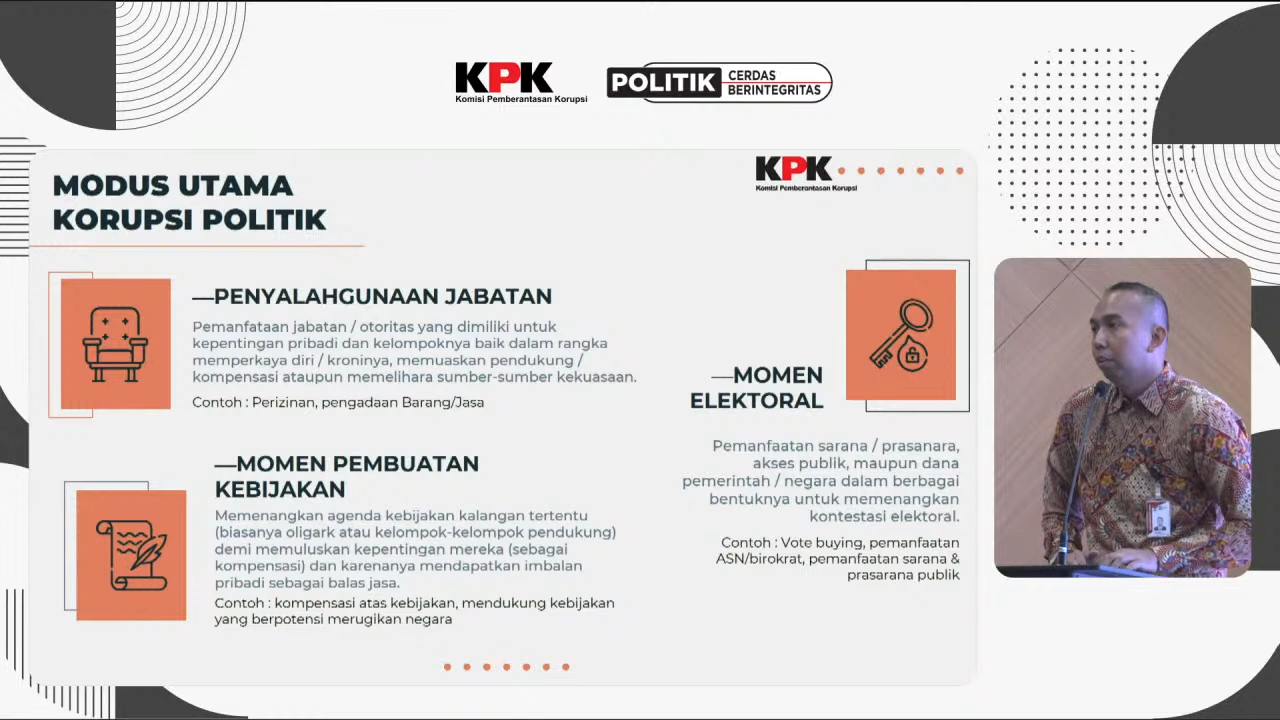 KPK
Komisi Pemberantasan Korupsi
POLITIK
CERDAS
BERINTEGRITAS
KPK
Komisi Pemberantasan Korupsi
MODUS UTAMA
KORUPSI POLITIK
—PENYALAHGUNAAN JABATAN
Pemanfataan jabatan / otoritas yang dimiliki untuk
kepentingan pribadi dan kelompoknya baik dalam rangka
memperkaya diri / kroninya, memuaskan pendukung /
kompensasi ataupun memelihara sumber-sumber kekuasaan.
Contoh : Perizinan, pengadaan Barang/Jasa
—MOMEN PEMBUATAN
KEBIJAKAN
Memenangkan agenda kebijakan kalangan tertentu
(biasanya oligark atau kelompok-kelompok pendukung)
demi memuluskan kepentingan mereka (sebagai
kompensasi) dan karenanya mendapatkan imbalan
pribadi sebagai balas jasa.
Contoh : kompensasi atas kebijakan, mendukung kebijakan
yang berpotensi merugikan negara
—MOMEN
ELEKTORAL
Pemanfaatan sarana / prasanara,
akses publik, maupun dana
pemerintah / negara dalam berbagai
bentuknya untuk memenangkan
kontestasi elektoral.
Contoh : Vote buying, pemanfaatan
ASN/birokrat, pemanfaatan sarana &
prasarana publik